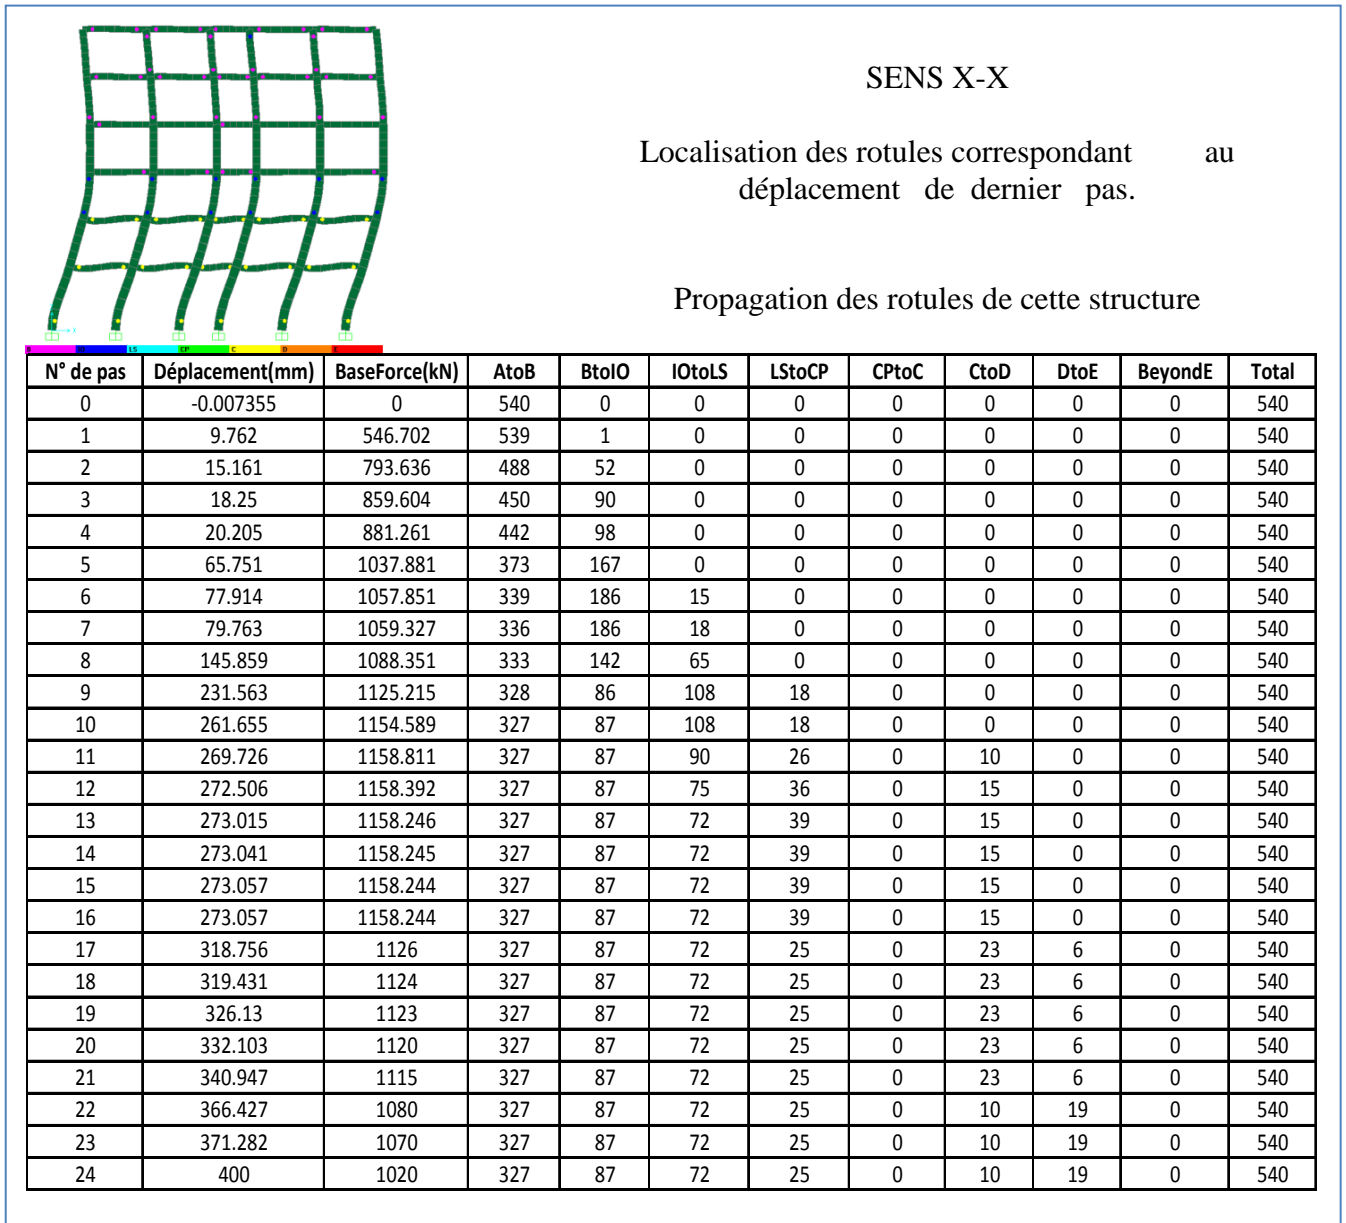 SENS X-X
Localisation des rotules correspondant au
déplacement de dernier pas.
Propagation des rotules de cette structure
B LS CP C D E
N° de pas Déplacement(mm) BaseForce(kN) AtoB BtoIO IOtoLS LStoCP CPtoC CtoD DtoE BeyondE Total
0 -0.007355 0 540 0 0 0 0 0 0 0 540
1 9.762 546.702 539 1 0 0 0 0 0 0 540
2 15.161 793.636 488 52 0 0 0 0 0 0 540
3 18.25 859.604 450 90 0 0 0 0 0 0 540
4 20.205 881.261 442 98 0 0 0 0 0 0 540
5 65.751 1037.881 373 167 0 0 0 0 0 0 540
6 77.914 1057.851 339 186 15 0 0 0 0 0 540
7 79.763 1059.327 336 186 18 0 0 0 0 0 540
8 145.859 1088.351 333 142 65 0 0 0 0 0 540
9 231.563 1125.215 328 86 108 18 0 0 0 0 540
10 261.655 1154.589 327 87 108 18 0 0 0 0 540
11 269.726 1158.811 327 87 90 26 0 10 0 0 540
12 272.506 1158.392 327 87 75 36 0 15 0 0 540
13 273.015 1158.246 327 87 72 39 0 15 0 0 540
14 273.041 1158.245 327 87 72 39 0 15 0 0 540
15 273.057 1158.244 327 87 72 39 0 15 0 0 540
16 273.057 1158.244 327 87 72 39 0 15 0 0 540
17 318.756 1126 327 87 72 25 0 23 6 0 540
18 319.431 1124 327 87 72 25 0 23 6 0 540
19 326.13 1123 327 87 72 25 0 23 6 0 540
20 332.103 1120 327 87 72 25 0 23 6 0 540
21 340.947 1115 327 87 72 25 0 23 6 0 540
22 366.427 1080 327 87 72 25 0 10 19 0 540
23 371.282 1070 327 87 72 25 0 10 19 0 540
24 400 1020 327 87 72 25 0 10 19 0 540